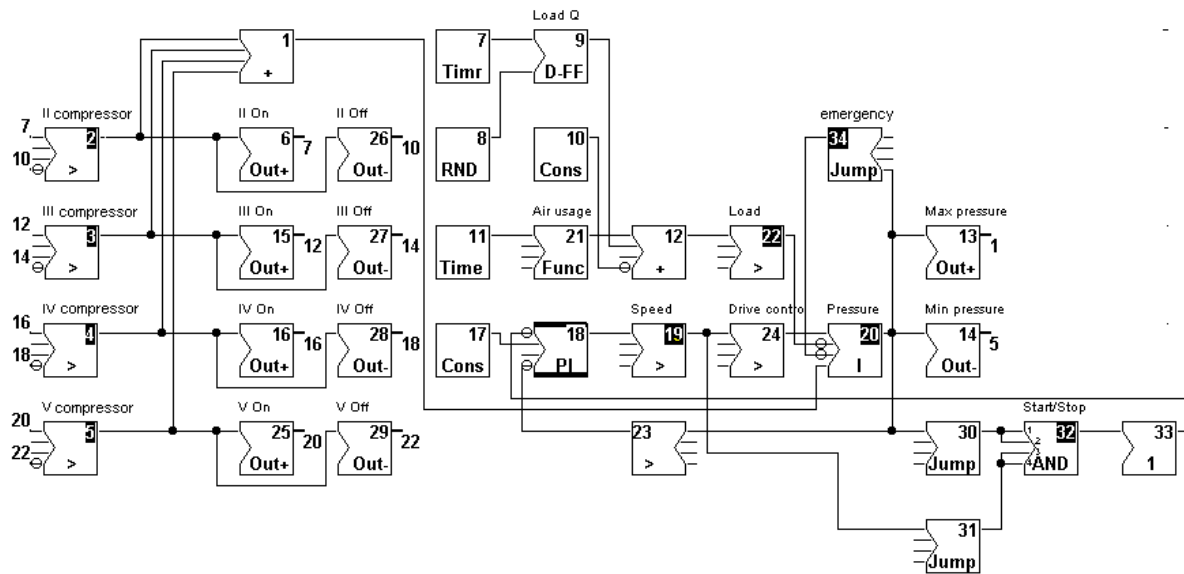 Load Q
1
+
7
Timr
9
D-FF
II compressor
II On
II Off
emergency
7
10
2
>
6
Out+
7
26
Out-
10
8
RND
10
Cons
34
Jump
III compressor
III On
III Off
Air usage
Load
Max pressure
12
14
3
>
15
Out+
12
27
Out-
14
11
Time
21
Func
12
+
22
>
13
Out+
1
IV compressor
IV On
IV Off
Speed
Drive contro
Pressure
Min pressure
16
18
4
>
16
Out+
16
28
Out-
18
17
Cons
18
PI
19
>
24
>
20
I
14
Out-
5
V compressor
V On
V Off
Start/Stop
20
22
5
>
25
Out+
20
29
Out-
22
23
>
30
Jump
1
2
3
4
32
AND
33
1
31
Jump